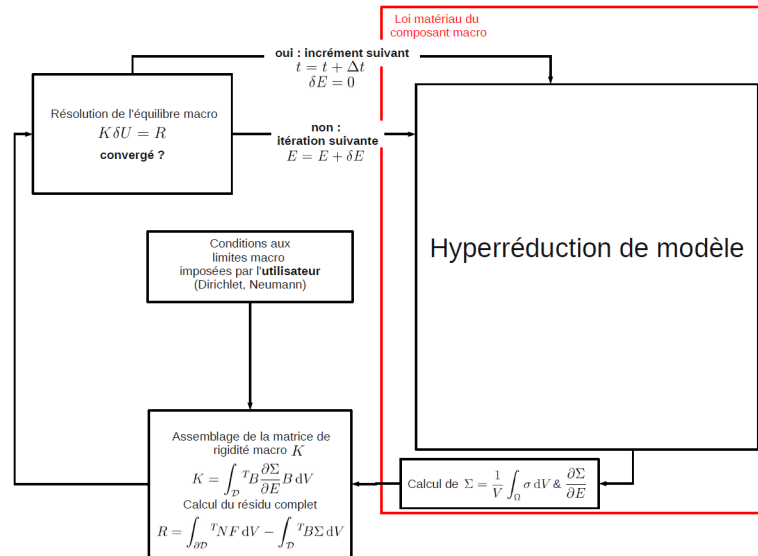 Loi matériau du
composant macro
oui : incrément suivant
t = t + Δt
δE = 0
Résolution de l'équilibre macro
K δU = R
convergé ?
non :
itération suivante
E = E + δE
Hyperréduction de modèle
Conditions aux
limites macro
imposées par l'utilisateur
(Dirichlet, Neumann)
Assemblage de la matrice de
rigidité macro K
K = ∫_𝒟 ᵀB ∂Σ/∂E B dV
Calcul du résidu complet
R = ∫_∂𝒟 ᵀN F dV − ∫_𝒟 ᵀBΣ dV
Calcul de Σ = 1/V ∫_Ω σ dV & ∂Σ/∂E